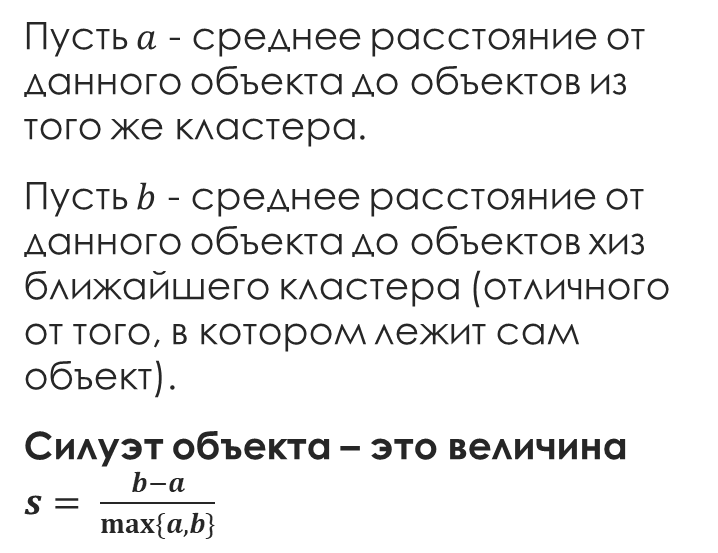 Пусть a - среднее расстояние от
данного объекта до объектов из
того же кластера.
Пусть b - среднее расстояние от
данного объекта до объектов хиз
ближайшего кластера (отличного
от того, в котором лежит сам
объект).
Силуэт объекта – это величина
s = \frac{b-a}{\max\{a,b\}}